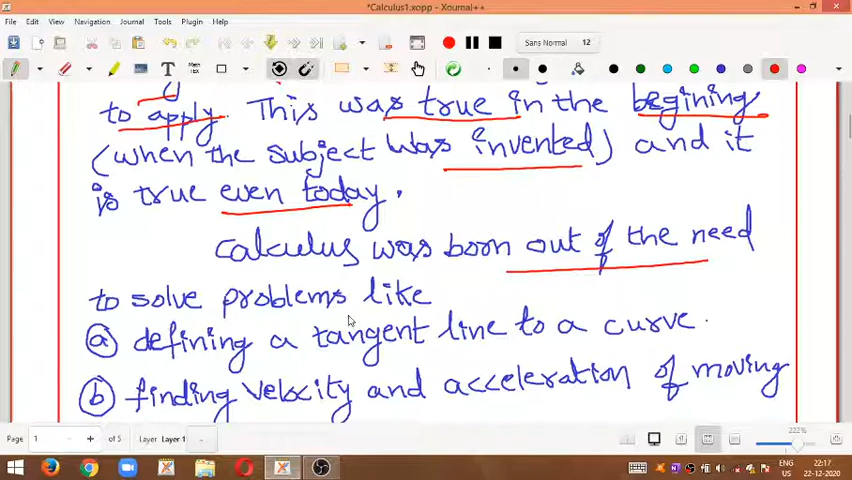 *Calculus1.xopp - Xournal++
File Edit View Navigation Journal Tools Plugin Help
Sans Normal 12
to apply. This was true in the begining
(when the subject was invented) and it
is true even today.
Calculus was born out of the need
to solve problems like
(a) defining a tangent line to a curve.
(b) finding velocity and acceleration of moving
Page 1 of 5 Layer Layer 1
222%
ENG 22:17
US 22-12-2020